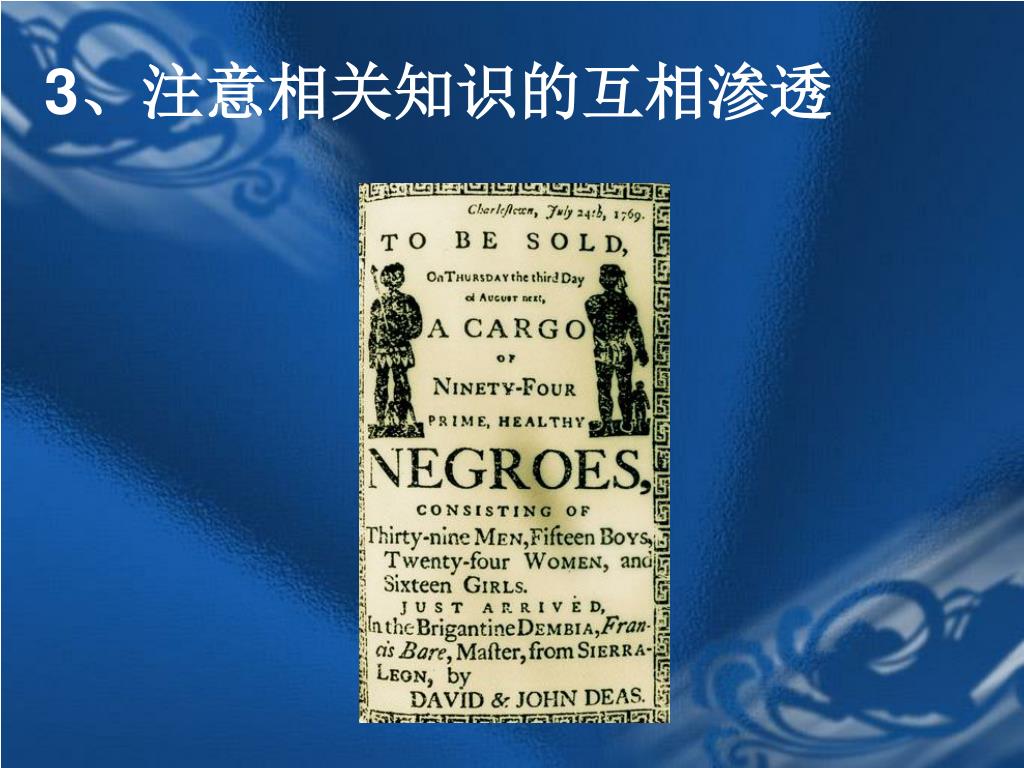 3、注意相关知识的互相渗透
Charlestown, July 24th, 1769.
TO BE SOLD,
On THURSDAY the third Day
of AUGUST next,
A CARGO
OF
NINETY-FOUR
PRIME, HEALTHY
NEGROES,
CONSISTING OF
Thirty-nine MEN, Fifteen BOYS,
Twenty-four WOMEN, and
Sixteen GIRLS.
JUST ARRIVED,
In the Brigantine DEMBIA, Fran-
cis Bare, Maſter, from SIERRA-
LEON, by
DAVID & JOHN DEAS.